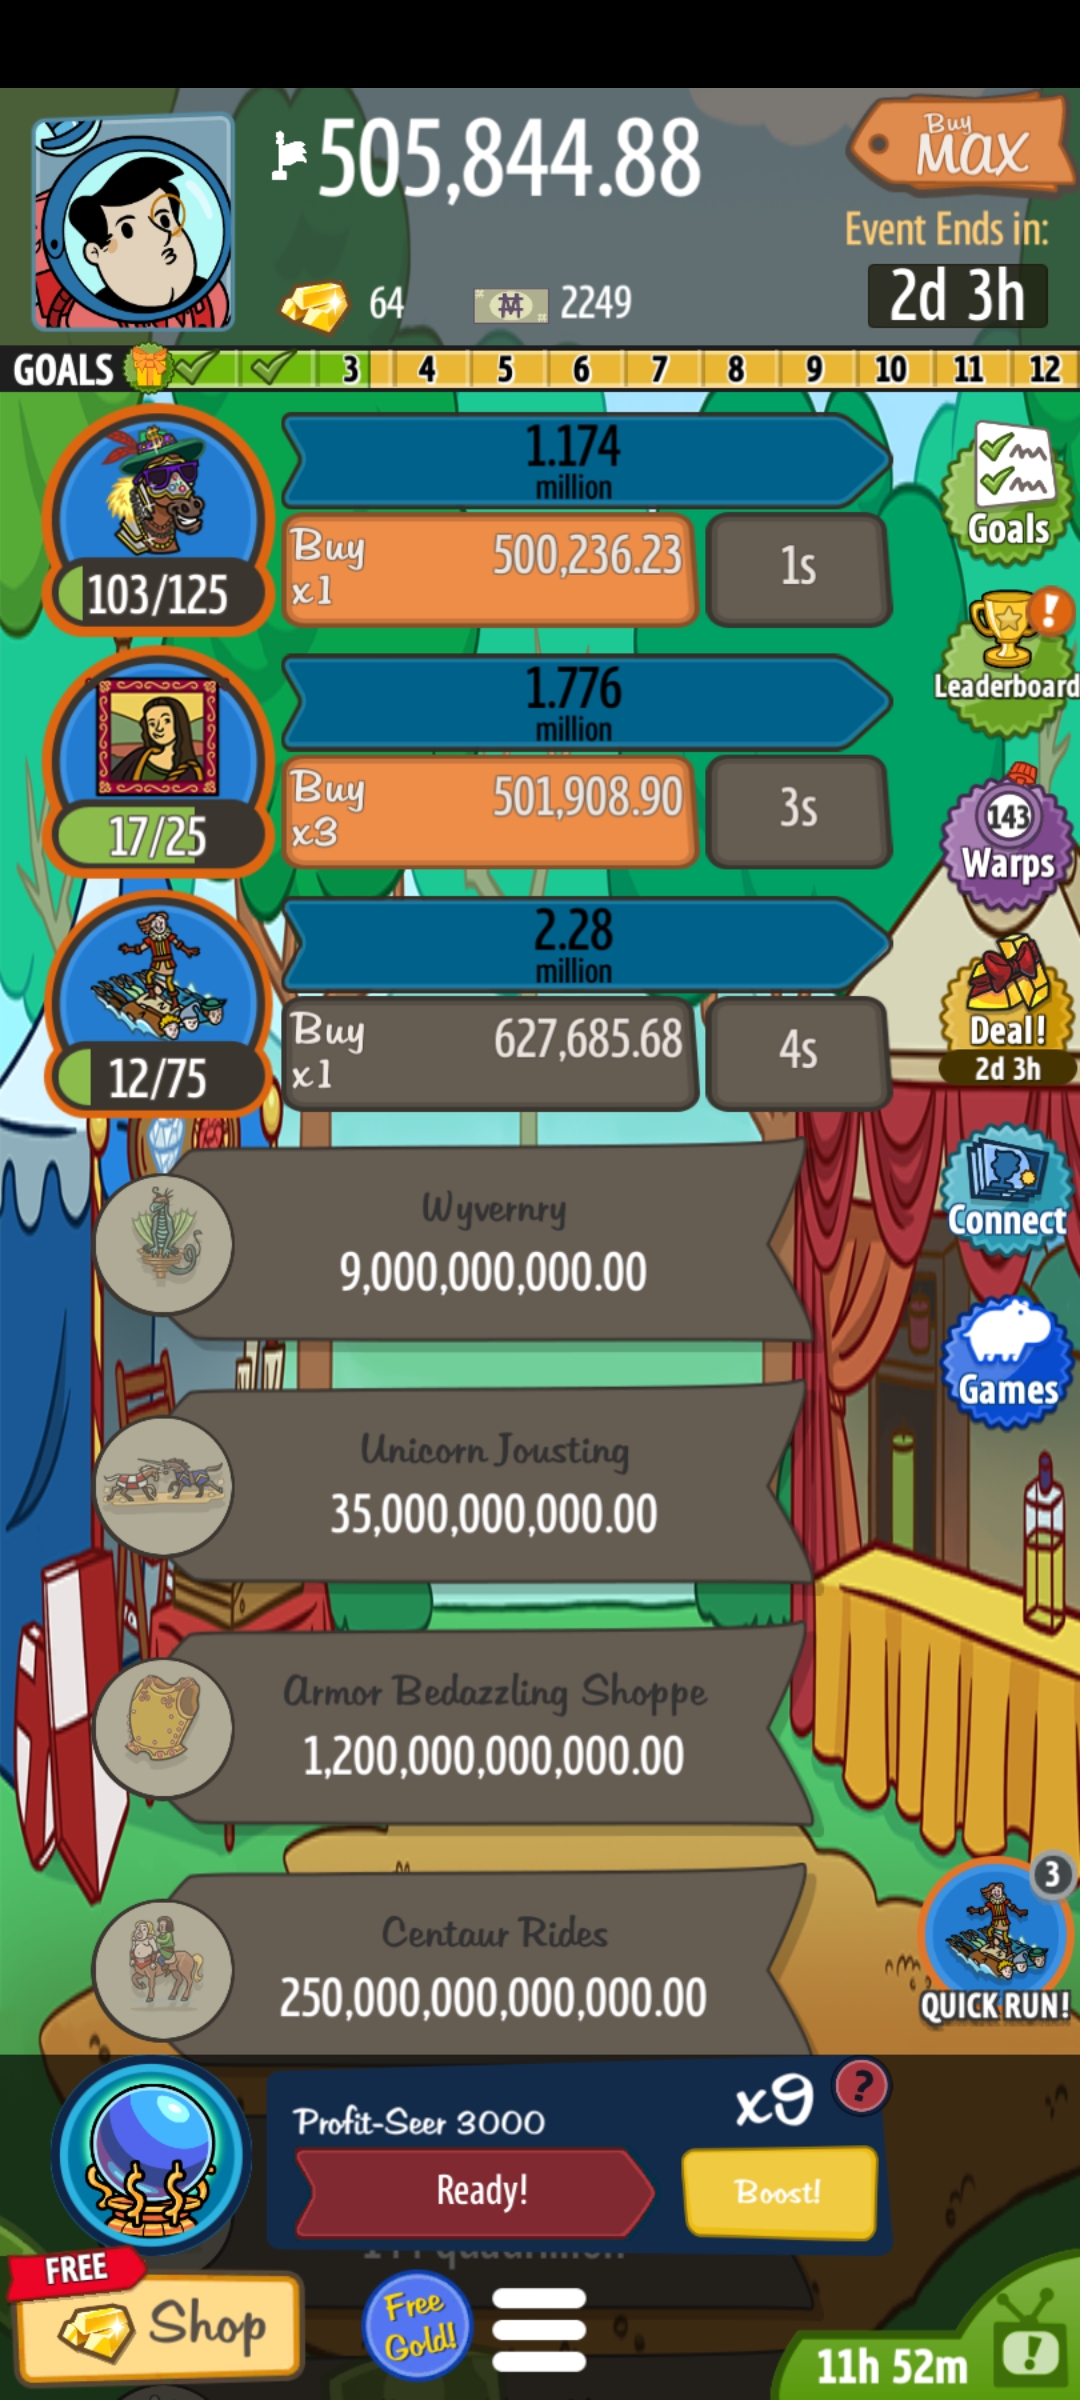 505,844.88
Buy
MAX
Event Ends in:
64
2249
2d 3h
GOALS 3 4 5 6 7 8 9 10 11 12
1.174
million
Buy
x1
500,236.23
1s
103/125
Goals
1.776
million
Buy
x3
501,908.90
3s
17/25
Leaderboard
143
Warps
2.28
million
Buy
x1
627,685.68
4s
12/75
Deal!
2d 3h
Wyvernry
9,000,000,000.00
Connect
Unicorn Jousting
35,000,000,000.00
Games
Armor Bedazzling Shoppe
1,200,000,000,000.00
Centaur Rides
250,000,000,000,000.00
3
QUICK RUN!
Profit-Seer 3000
x9
?
Ready!
Boost!
FREE
Shop
Free
Gold!
11h 52m